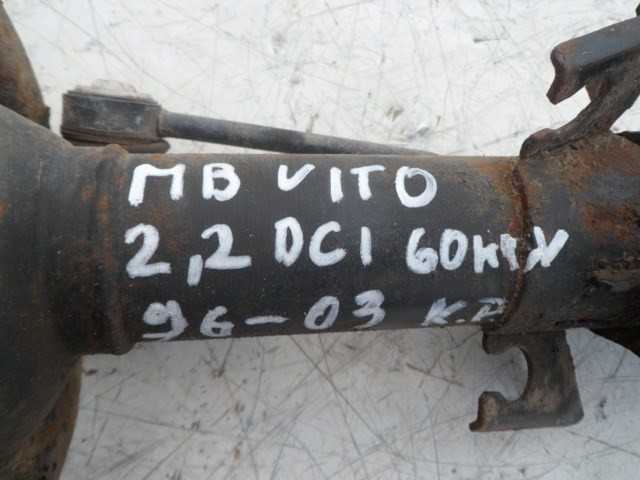 MB VITO
2,2 DCI 60KW
96-03 K.P